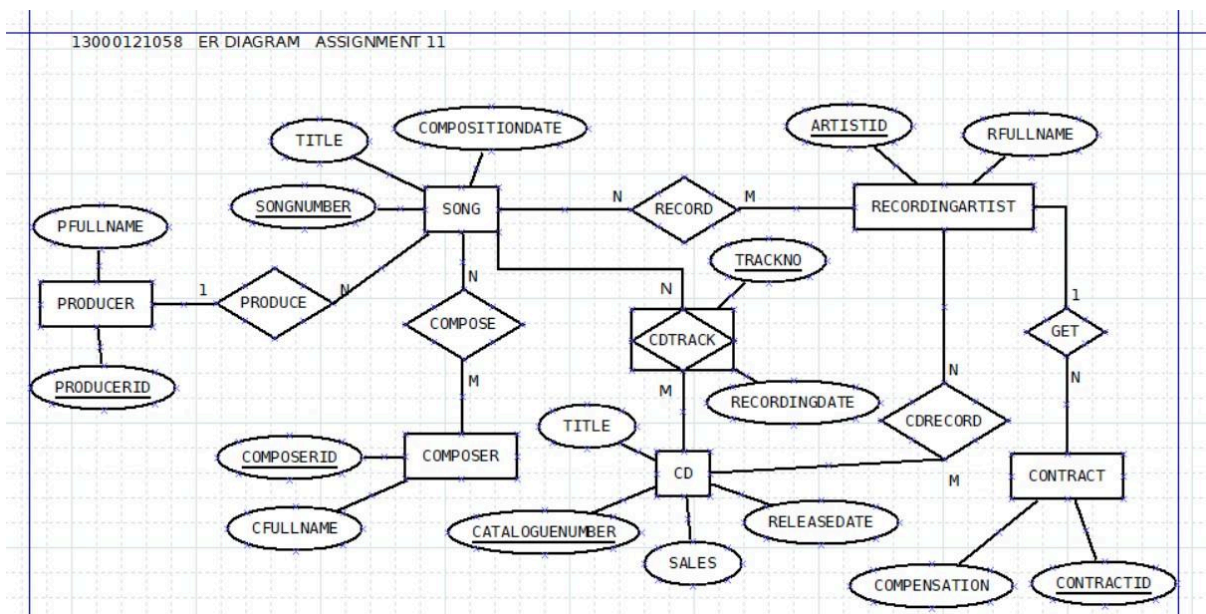 13000121058 ER DIAGRAM ASSIGNMENT 11
COMPOSITIONDATE
TITLE
ARTISTID
RFULLNAME
SONGNUMBER
SONG
N
RECORD
M
RECORDINGARTIST
PFULLNAME
TRACKNO
PRODUCER
1
PRODUCE
N
N
COMPOSE
N
CDTRACK
1
GET
PRODUCERID
M
M
RECORDINGDATE
N
N
TITLE
CDRECORD
COMPOSERID
COMPOSER
CD
M
CONTRACT
CFULLNAME
CATALOGUENUMBER
RELEASEDATE
SALES
COMPENSATION
CONTRACTID